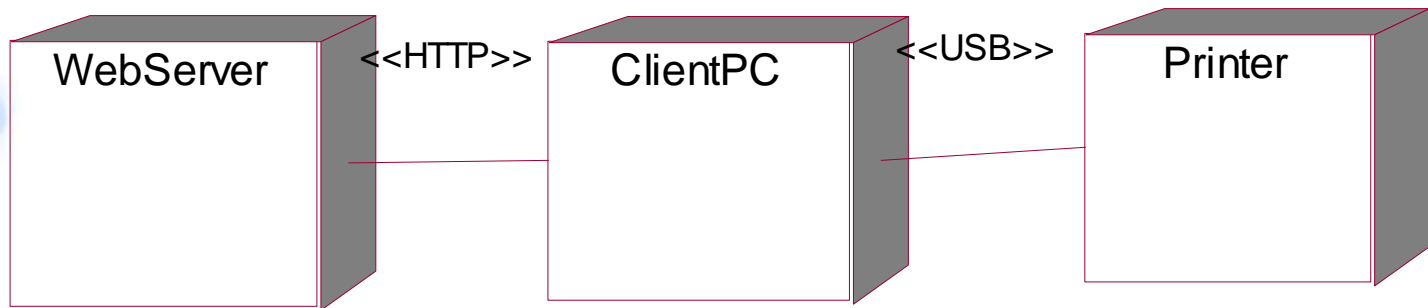 WebServer
<<HTTP>>
ClientPC
<<USB>>
Printer